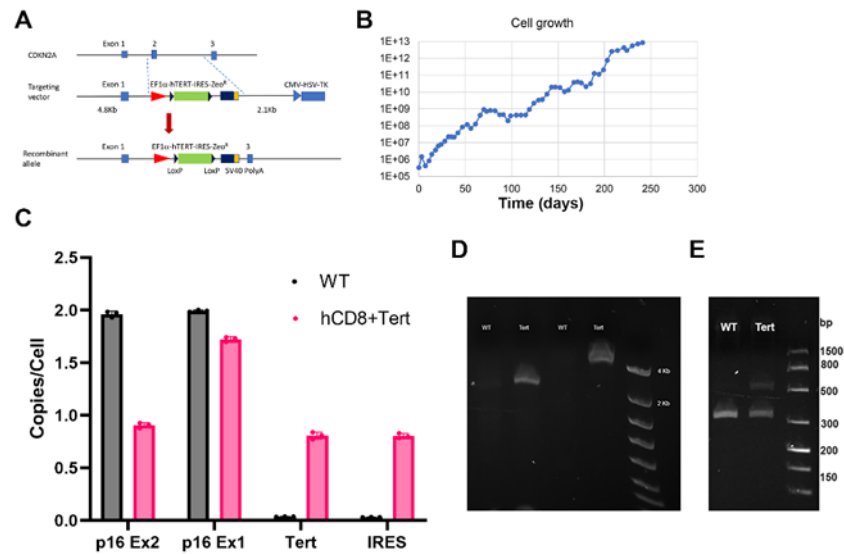 A
Exon 1
2
3
CDKN2A
EF1α-hTERT-IRES-Zeoᴿ
CMV-HSV-TK
Targeting
vector
Exon 1
4.8Kb
2.1Kb
EF1α-hTERT-IRES-Zeoᴿ
Recombinant
allele
Exon 1
3
LoxP
LoxP
SV40 PolyA
B
Cell growth
1E+13
1E+12
1E+11
1E+10
1E+09
1E+08
1E+07
1E+06
1E+05
0 50 100 150 200 250 300
Time (days)
C
Copies/Cell
2.5
2.0
1.5
1.0
0.5
0.0
WT
hCD8+Tert
p16 Ex2 p16 Ex1 Tert IRES
D
WT Tert WT Tert
4 Kb
2 Kb
E
WT Tert
bp
1500
800
500
300
200
150